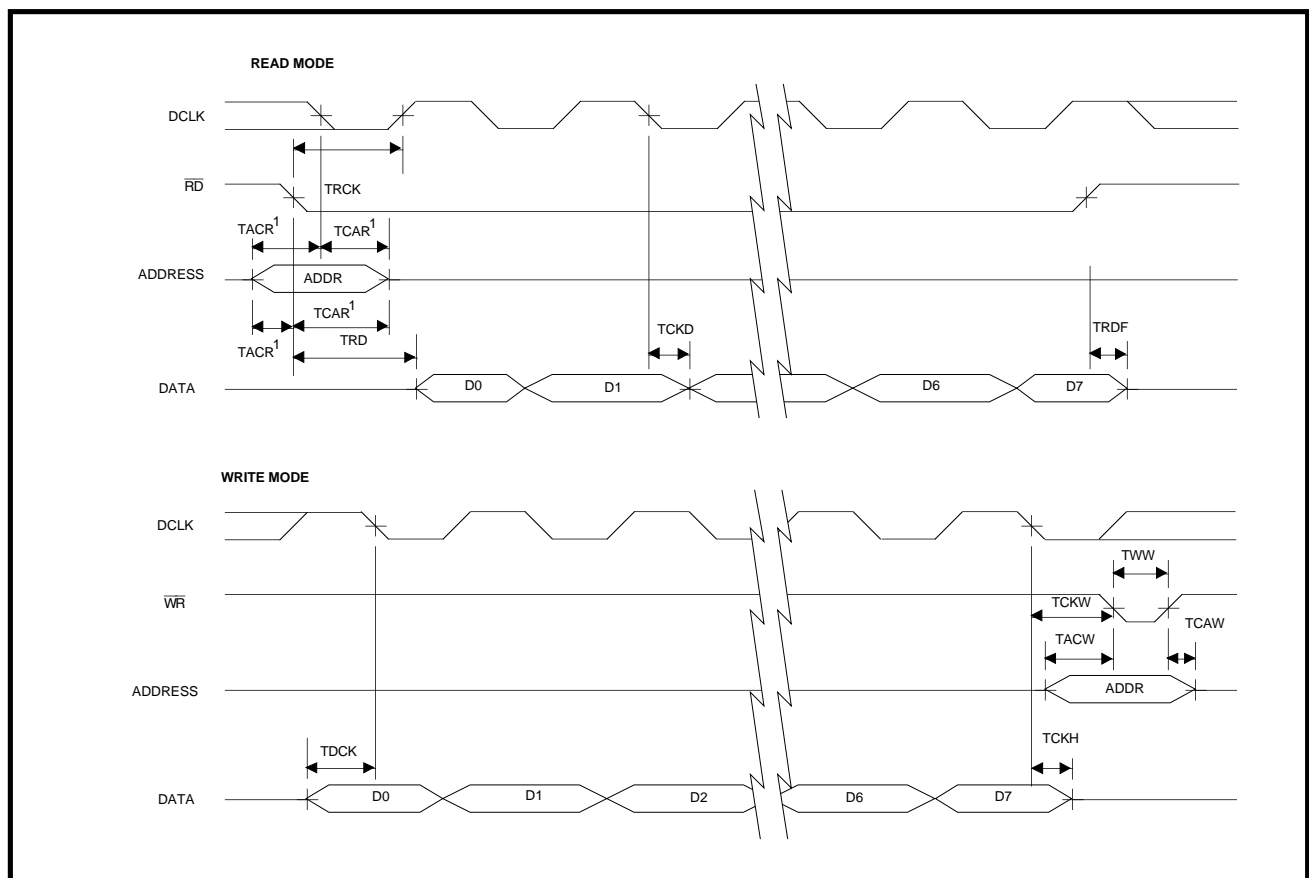 READ MODE
DCLK
RD
TRCK
TACR1 TCAR1
ADDRESS ADDR
TCAR1
TACR1 TRD TCKD TRDF
DATA D0 D1 D6 D7
WRITE MODE
DCLK
TWW
WR
TCKW
TCAW
TACW
ADDRESS ADDR
TDCK TCKH
DATA D0 D1 D2 D6 D7